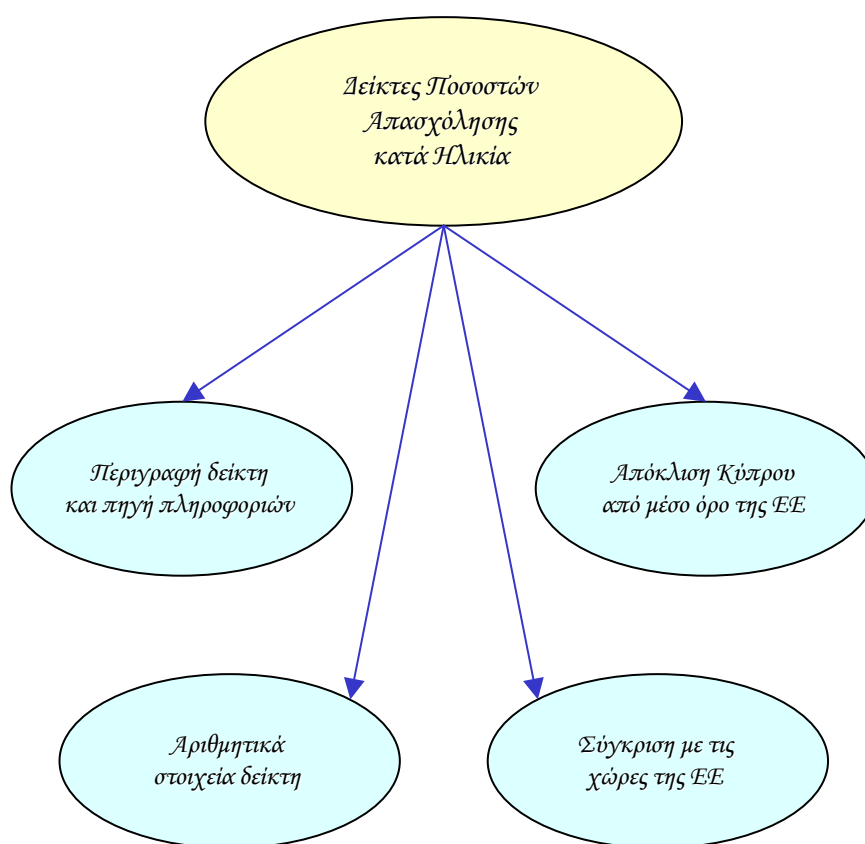 Δείκτες Ποσοστών
Απασχόλησης
κατά Ηλικία
Περιγραφή δείκτη
και πηγή πληροφοριών
Απόκλιση Κύπρου
από μέσο όρο της ΕΕ
Αριθμητικά
στοιχεία δείκτη
Σύγκριση με τις
χώρες της ΕΕ